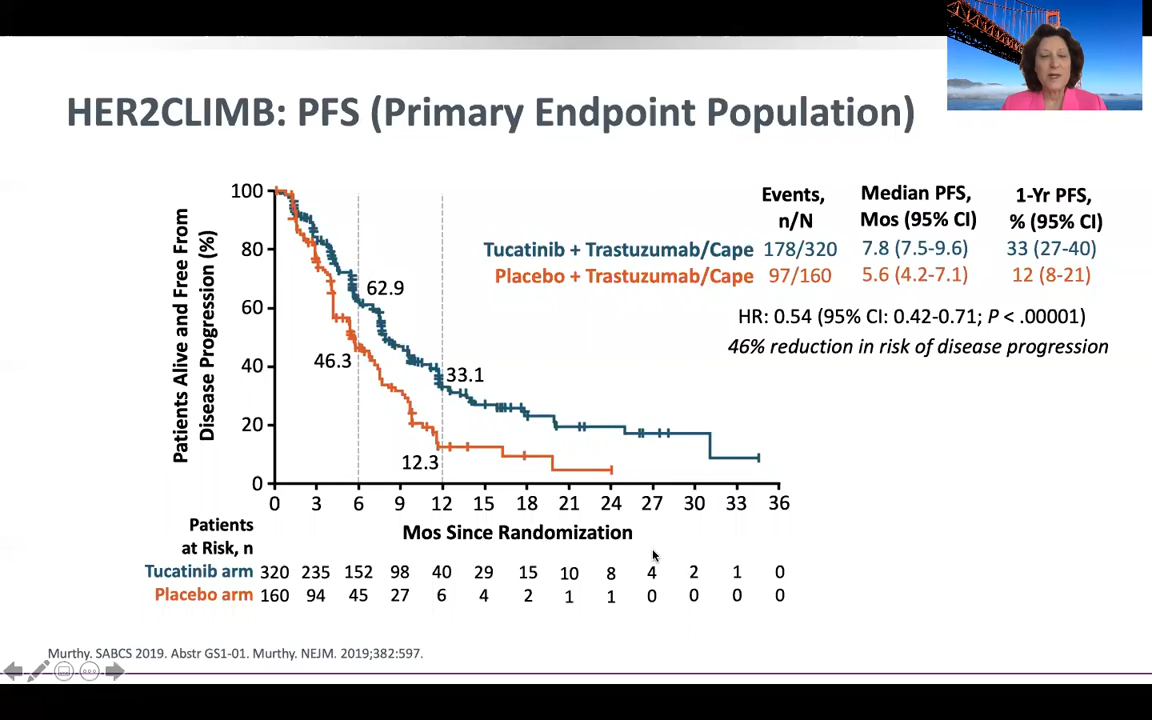 HER2CLIMB: PFS (Primary Endpoint Population)
Patients Alive and Free From
Disease Progression (%)
100
80
60
40
20
0
62.9
46.3
33.1
12.3
0 3 6 9 12 15 18 21 24 27 30 33 36
Mos Since Randomization
Events, Median PFS, 1-Yr PFS,
n/N Mos (95% CI) % (95% CI)
Tucatinib + Trastuzumab/Cape 178/320 7.8 (7.5-9.6) 33 (27-40)
Placebo + Trastuzumab/Cape 97/160 5.6 (4.2-7.1) 12 (8-21)
HR: 0.54 (95% CI: 0.42-0.71; P < .00001)
46% reduction in risk of disease progression
Patients
at Risk, n
Tucatinib arm 320 235 152 98 40 29 15 10 8 4 2 1 0
Placebo arm 160 94 45 27 6 4 2 1 1 0 0 0 0
Murthy. SABCS 2019. Abstr GS1-01. Murthy. NEJM. 2019;382:597.